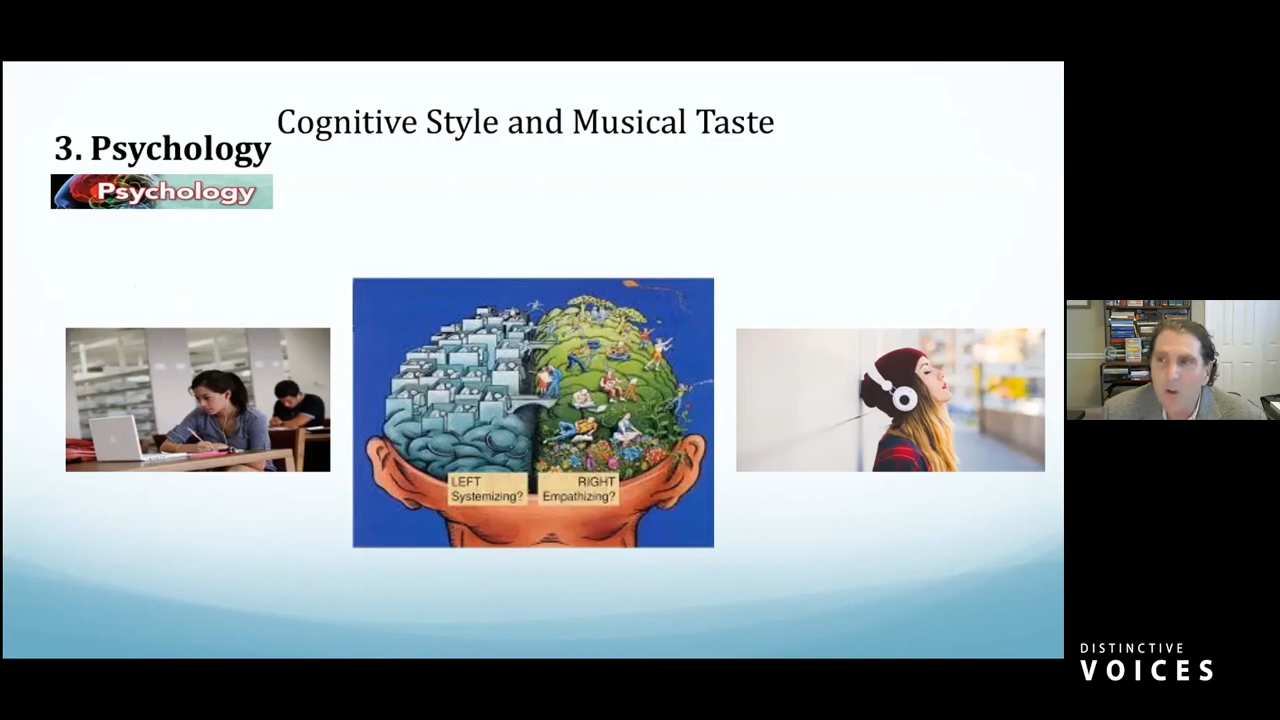 Cognitive Style and Musical Taste
3. Psychology
Psychology
LEFT
Systemizing?
RIGHT
Empathizing?
DISTINCTIVE
VOICES